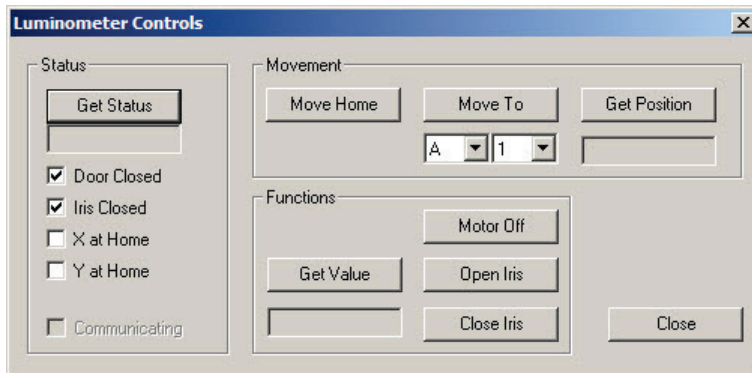 Luminometer Controls
Status
Get Status
Door Closed
Iris Closed
X at Home
Y at Home
Communicating
Movement
Move Home
Move To
Get Position
A
1
Functions
Motor Off
Get Value
Open Iris
Close Iris
Close